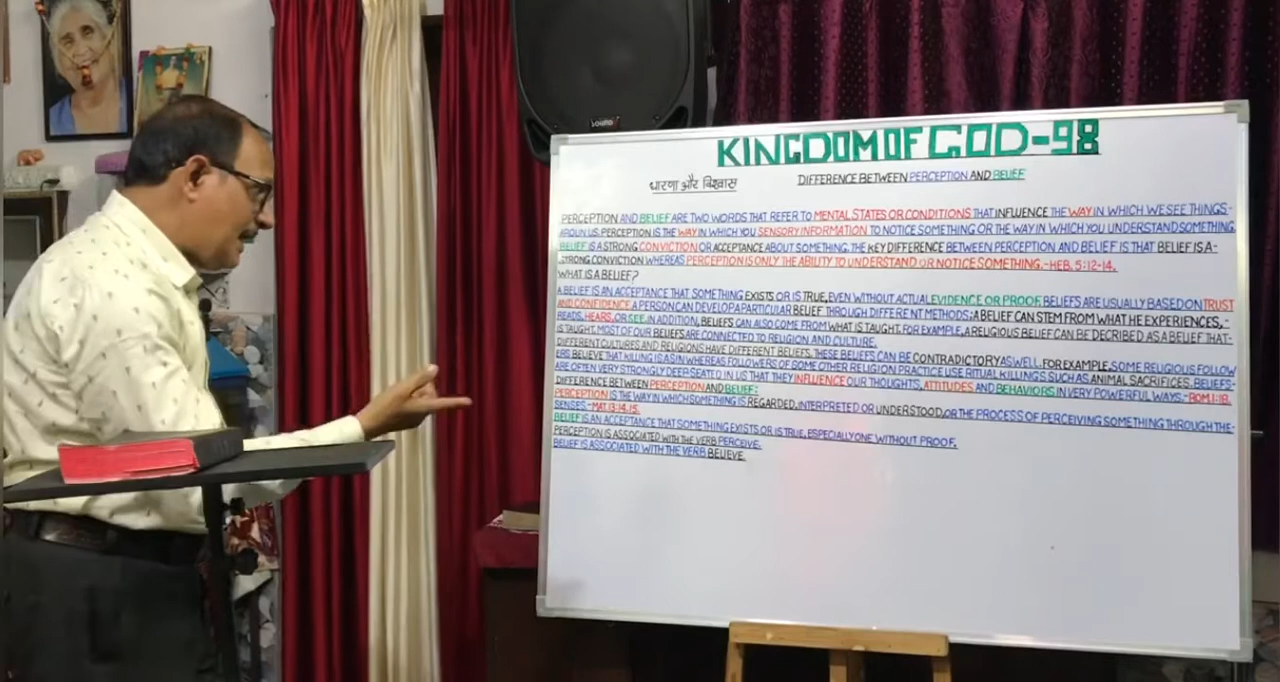 SOUND
KINGDOM OF GOD-98
धारणा और विश्वास
DIFFERENCE BETWEEN PERCEPTION AND BELIEF
PERCEPTION AND BELIEF ARE TWO WORDS THAT REFER TO MENTAL STATES OR CONDITIONS THAT INFLUENCE THE WAY IN WHICH WE SEE THINGS-
AROUN US. PERCEPTION IS THE WAY IN WHICH YOU SENSORY INFORMATION TO NOTICE SOMETHING OR THE WAY IN WHICH YOU UNDERSTAND SOMETHING.
BELIEF IS A STRONG CONVICTION OR ACCEPTANCE ABOUT SOMETHING. THE KEY DIFFERENCE BETWEEN PERCEPTION AND BELIEF IS THAT BELIEF IS A-
STRONG CONVICTION WHEREAS PERCEPTION IS ONLY THE ABILITY TO UNDERSTAND OR NOTICE SOMETHING.-HEB. 5:12-14.
WHAT IS A BELIEF?
A BELIEF IS AN ACCEPTANCE THAT SOMETHING EXISTS OR IS TRUE, EVEN WITHOUT ACTUAL EVIDENCE OR PROOF. BELIEFS ARE USUALLY BASED ON TRUST
AND CONFIDENCE. A PERSON CAN DEVELOP A PARTICULAR BELIEF THROUGH DIFFERENT METHODS; A BELIEF CAN STEM FROM WHAT HE EXPERIENCES,-
READS, HEARS, OR SEE. IN ADDITION, BELIEFS CAN ALSO COME FROM WHAT IS TAUGHT. FOR EXAMPLE, A RELIGIOUS BELIEF CAN BE DECRIBED AS A BELIEF THAT-
IS TAUGHT. MOST OF OUR BELIEFS ARE CONNECTED TO RELIGION AND CULTURE.
DIFFERENT CULTURES AND RELIGIONS HAVE DIFFERENT BELIEFS. THESE BELIEFS CAN BE CONTRADICTORY AS WELL. FOR EXAMPLE, SOME RELIGIOUS FOLLOW
ERS BELIEVE THAT KILLING IS A SIN WHEREAS FOLLOWERS OF SOME OTHER RELIGION PRACTICE USE RITUAL KILLINGS SUCH AS ANIMAL SACRIFICES. BELIEFS-
ARE OFTEN VERY STRONGLY DEEP SEATED IN US THAT THEY INFLUENCE OUR THOUGHTS, ATTITUDES AND BEHAVIORS IN VERY POWERFUL WAYS.-ROM.1:18.
DIFFERENCE BETWEEN PERCEPTION AND BELIEF:
PERCEPTION IS THE WAY IN WHICH SOMETHING IS REGARDED, INTERPRETED OR UNDERSTOOD, OR THE PROCESS OF PERCEIVING SOMETHING THROUGH THE-
SENSES.-MAT.13:14,15.
BELIEF IS AN ACCEPTANCE THAT SOMETHING EXISTS OR IS TRUE, ESPECIALLY ONE WITHOUT PROOF.
PERCEPTION IS ASSOCIATED WITH THE VERB PERCEIVE.
BELIEF IS ASSOCIATED WITH THE VERB BELIEVE.